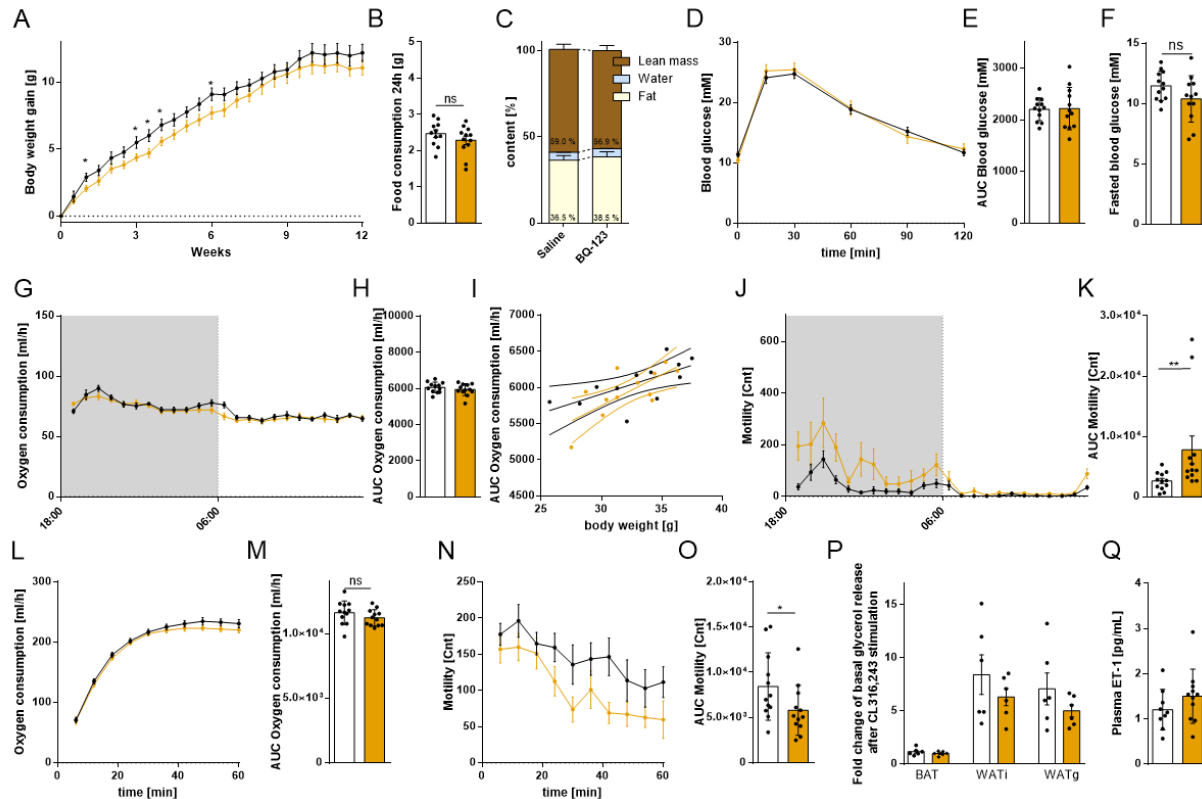 A
Body weight gain [g]
10
5
0
0
3
6
9
12
Weeks
*
*
*
*
*
B
Food consumption 24h [g]
5
4
3
2
1
0
ns
C
content [%]
100
50
0
Lean mass
Water
Fat
59.0 %
56.9 %
36.5 %
38.5 %
Saline
BQ-123
D
Blood glucose [mM]
30
20
10
0
0
30
60
90
120
time [min]
E
AUC Blood glucose [mM]
3000
2000
1000
0
F
Fasted blood glucose [mM]
15
10
5
0
ns
G
Oxygen consumption [ml/h]
150
100
50
0
18:00
06:00
H
AUC Oxygen consumption [ml/h]
10000
8000
6000
4000
2000
0
I
AUC Oxygen consumption [ml/h]
6500
6000
5500
5000
4500
25
30
35
40
body weight [g]
J
Motility [Cnt]
600
400
200
0
18:00
06:00
K
AUC Motility [Cnt]
3.0×10⁴
2.0×10⁴
1.0×10⁴
0
**
L
Oxygen consumption [ml/h]
300
200
100
0
0
20
40
60
time [min]
M
AUC Oxygen consumption [ml/h]
1.0×10⁴
5.0×10³
0
ns
N
Motility [Cnt]
250
200
150
100
50
0
0
20
40
60
time [min]
O
AUC Motility [Cnt]
2.0×10⁴
1.5×10⁴
1.0×10⁴
5.0×10³
0
*
P
Fold change of basal glycerol release
after CL316,243 stimulation
15
10
5
0
BAT
WATi
WATg
Q
Plasma ET-1 [pg/mL]
4
3
2
1
0